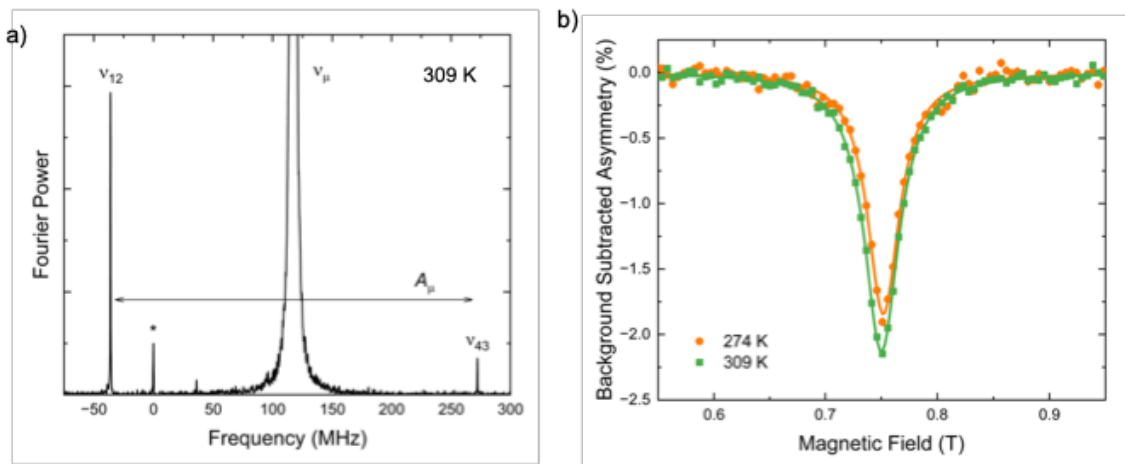 a)
ν12
νμ
309 K
*
Aμ
ν43
Fourier Power
−50 0 50 100 150 200 250 300
Frequency (MHz)
b)
0.0
−0.5
−1.0
−1.5
−2.0
−2.5
Background Subtracted Asymmetry (%)
274 K
309 K
0.6 0.7 0.8 0.9
Magnetic Field (T)